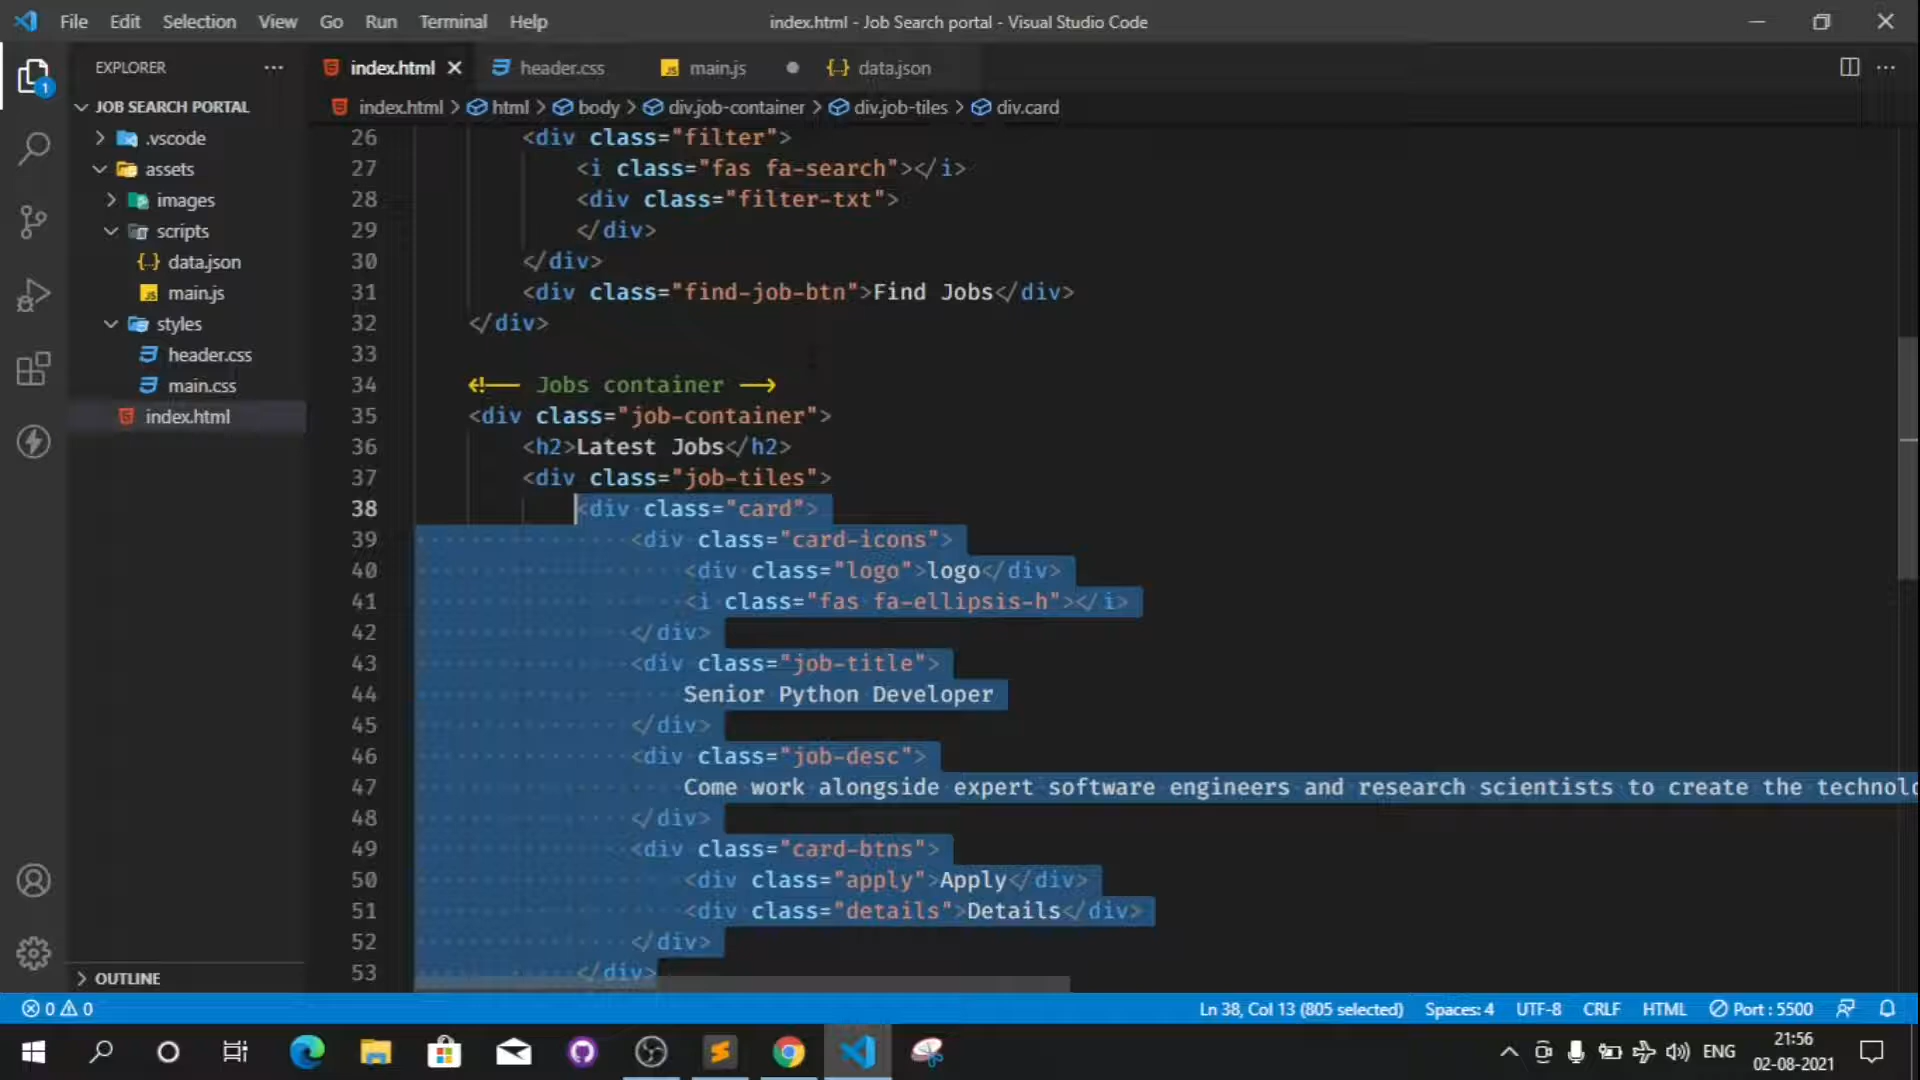 File Edit Selection View Go Run Terminal Help
index.html - Job Search portal - Visual Studio Code
EXPLORER
index.html
header.css
main.js
data.json
JOB SEARCH PORTAL
index.html > html > body > div.job-container > div.job-tiles > div.card
.vscode
assets
images
scripts
data.json
main.js
styles
header.css
main.css
index.html
26 <div class="filter">
27 <i class="fas fa-search"></i>
28 <div class="filter-txt">
29 </div>
30 </div>
31 <div class="find-job-btn">Find Jobs</div>
32 </div>
33
34 <!-- Jobs container -->
35 <div class="job-container">
36 <h2>Latest Jobs</h2>
37 <div class="job-tiles">
38 <div class="card">
39 <div class="card-icons">
40 <div class="logo">logo</div>
41 <i class="fas fa-ellipsis-h"></i>
42 </div>
43 <div class="job-title">
44 Senior Python Developer
45 </div>
46 <div class="job-desc">
47 Come work alongside expert software engineers and research scientists to create the technolo
48 </div>
49 <div class="card-btns">
50 <div class="apply">Apply</div>
51 <div class="details">Details</div>
52 </div>
53 </div>
OUTLINE
1
0 0
Ln 38, Col 13 (805 selected) Spaces: 4 UTF-8 CRLF HTML Port : 5500
ENG
21:56
02-08-2021